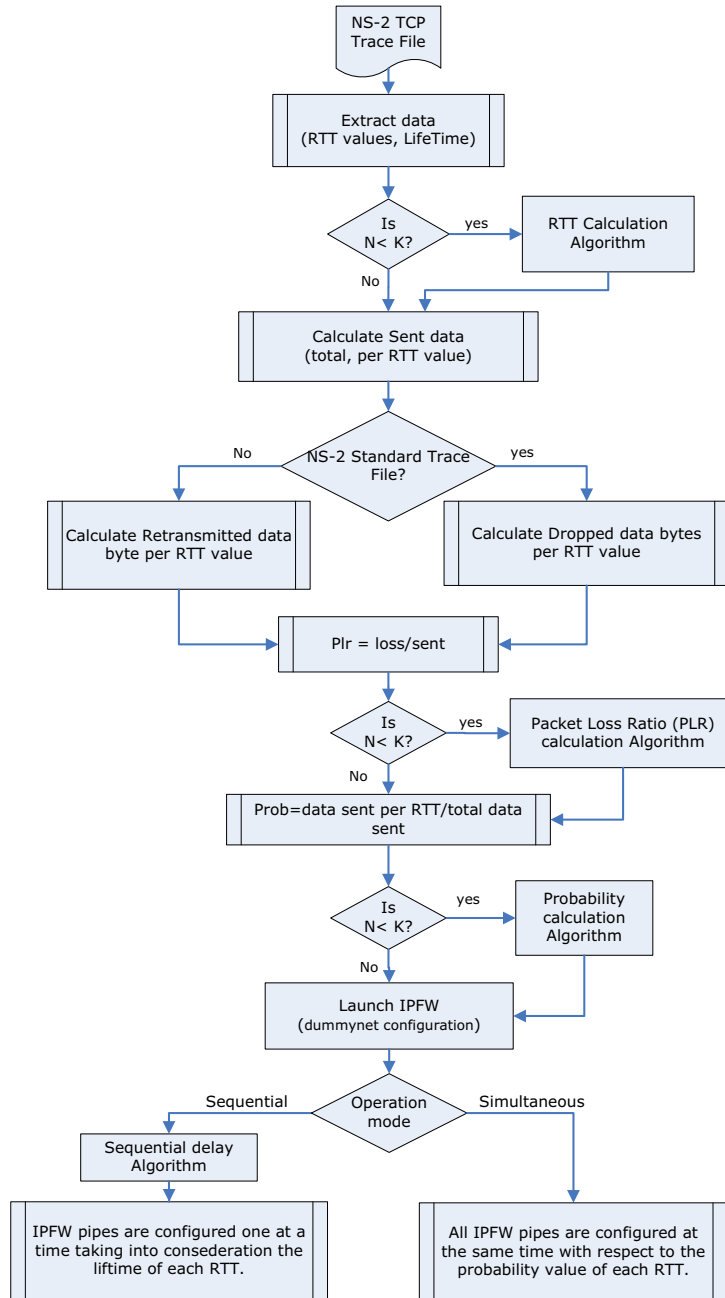 NS-2 TCP
Trace File
Extract data
(RTT values, LifeTime)
Is
N< K?
yes
RTT Calculation
Algorithm
No
Calculate Sent data
(total, per RTT value)
NS-2 Standard Trace
File?
No
yes
Calculate Retransmitted data
byte per RTT value
Calculate Dropped data bytes
per RTT value
Plr = loss/sent
Is
N< K?
yes
Packet Loss Ratio (PLR)
calculation Algorithm
No
Prob=data sent per RTT/total data
sent
Is
N< K?
yes
Probability
calculation
Algorithm
No
Launch IPFW
(dummynet configuration)
Operation
mode
Sequential
Simultaneous
Sequential delay
Algorithm
IPFW pipes are configured one at a
time taking into consederation the
liftime of each RTT.
All IPFW pipes are configured at
the same time with respect to the
probability value of each RTT.